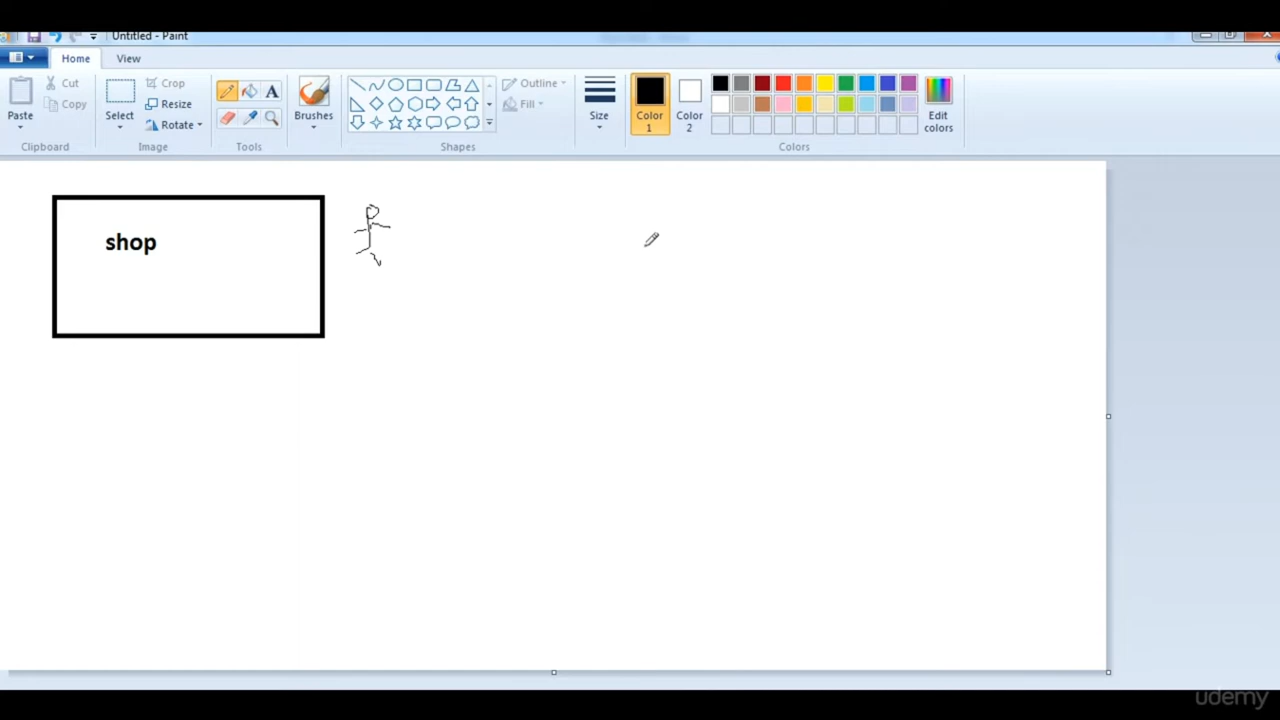 Untitled - Paint
Home View
Cut
Copy
Paste
Clipboard
Crop
Resize
Rotate
Select
Image
Tools
Brushes
Outline
Fill
Shapes
Size
Color 1
Color 2
Edit colors
Colors
shop
udemy